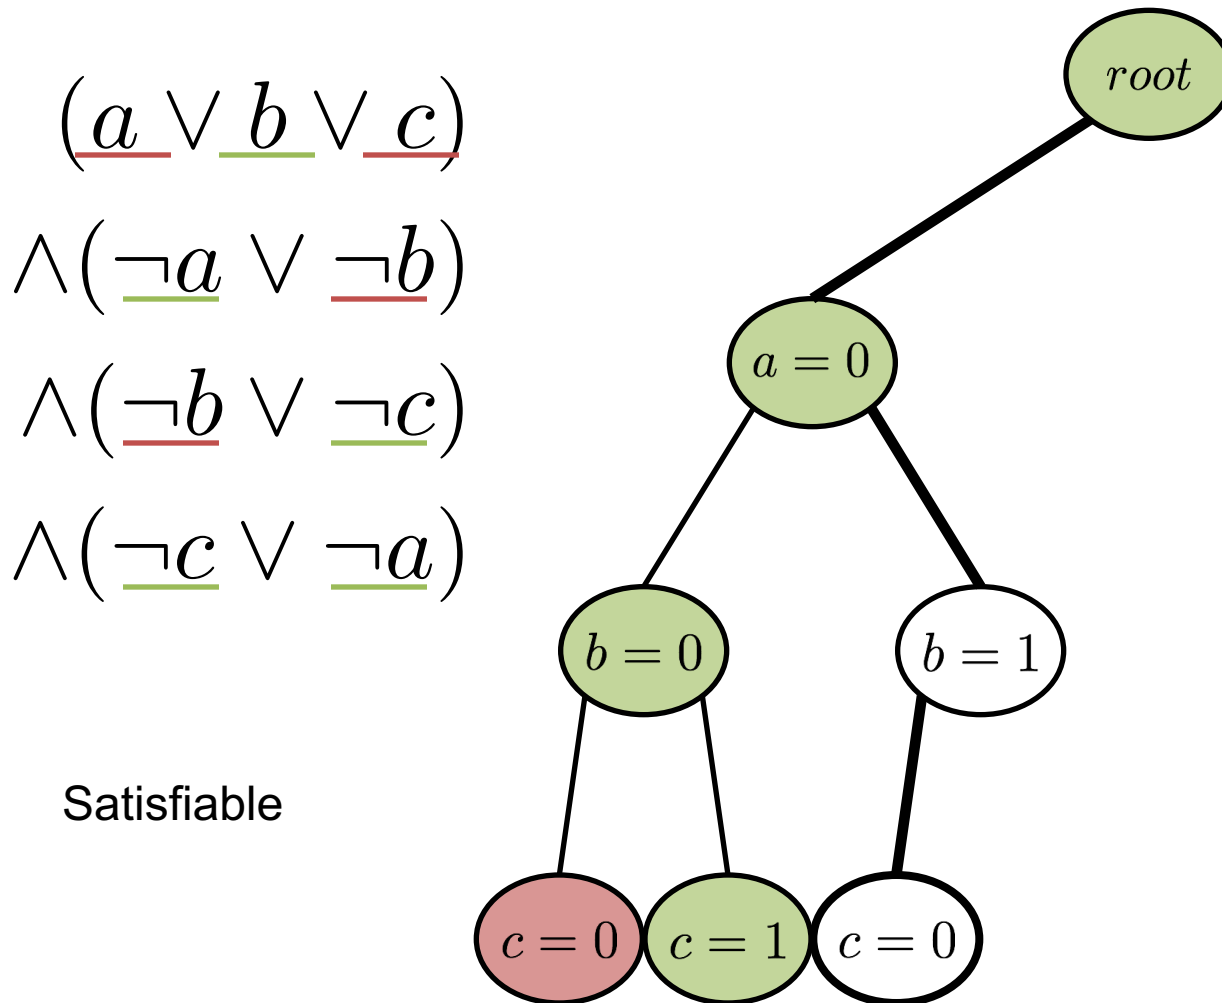 (a ∨ b ∨ c)
∧(¬a ∨ ¬b)
∧(¬b ∨ ¬c)
∧(¬c ∨ ¬a)
Satisfiable
root
a = 0
b = 0
b = 1
c = 0
c = 1
c = 0